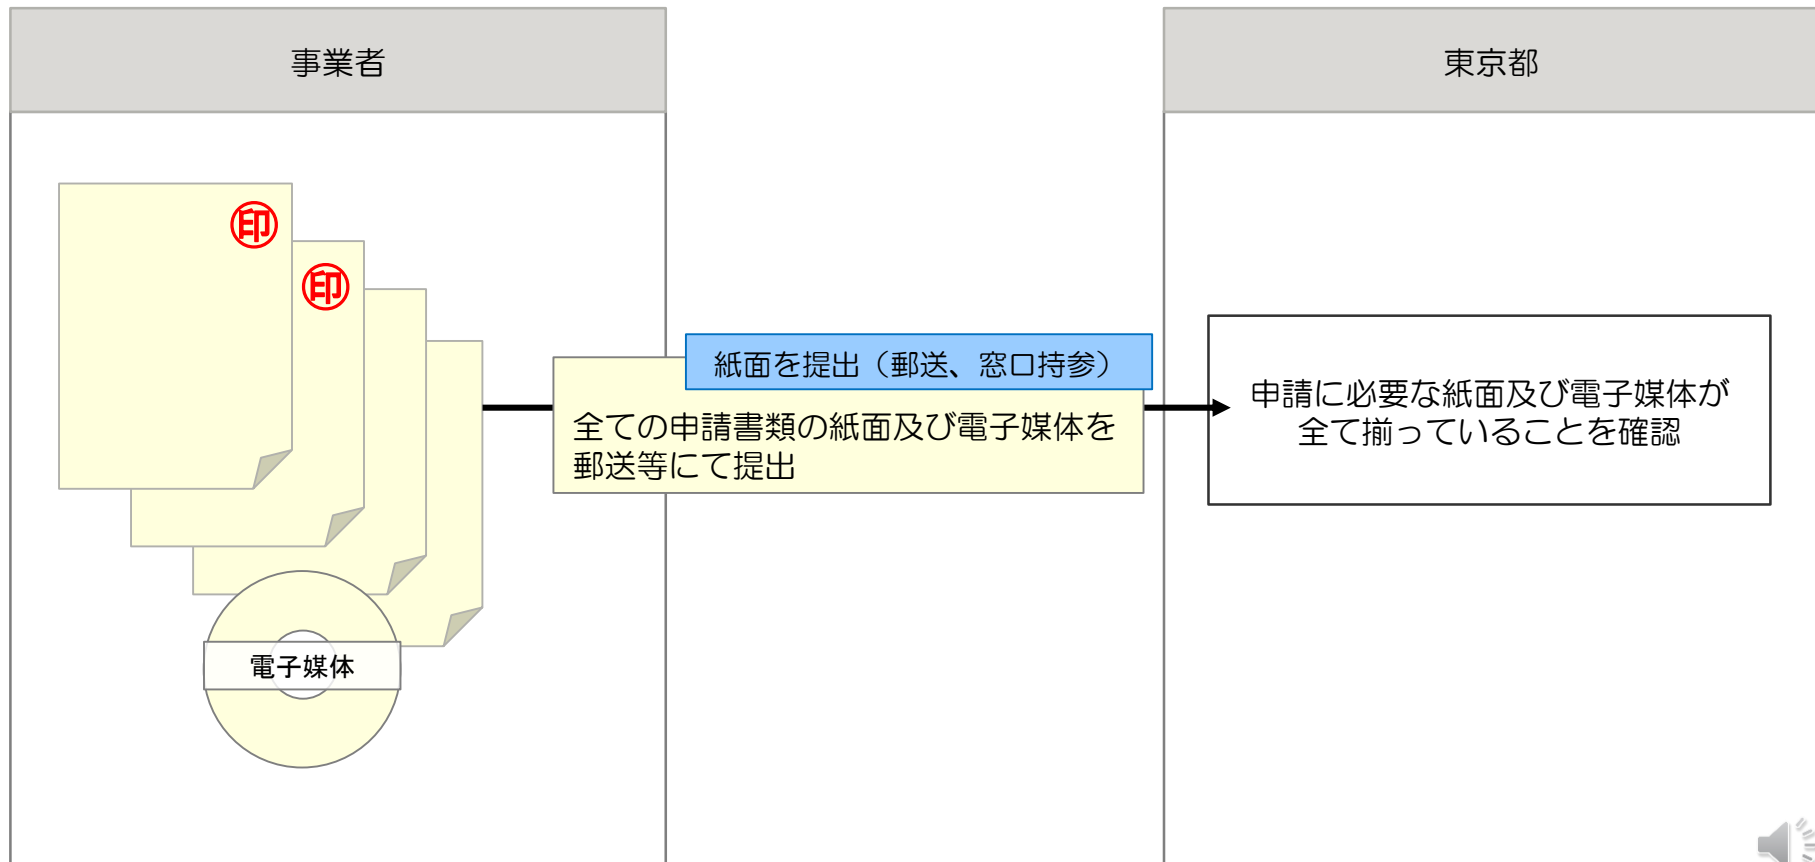 事業者
東京都
印
印
紙面を提出（郵送、窓口持参）
全ての申請書類の紙面及び電子媒体を
郵送等にて提出
申請に必要な紙面及び電子媒体が
全て揃っていることを確認
電子媒体